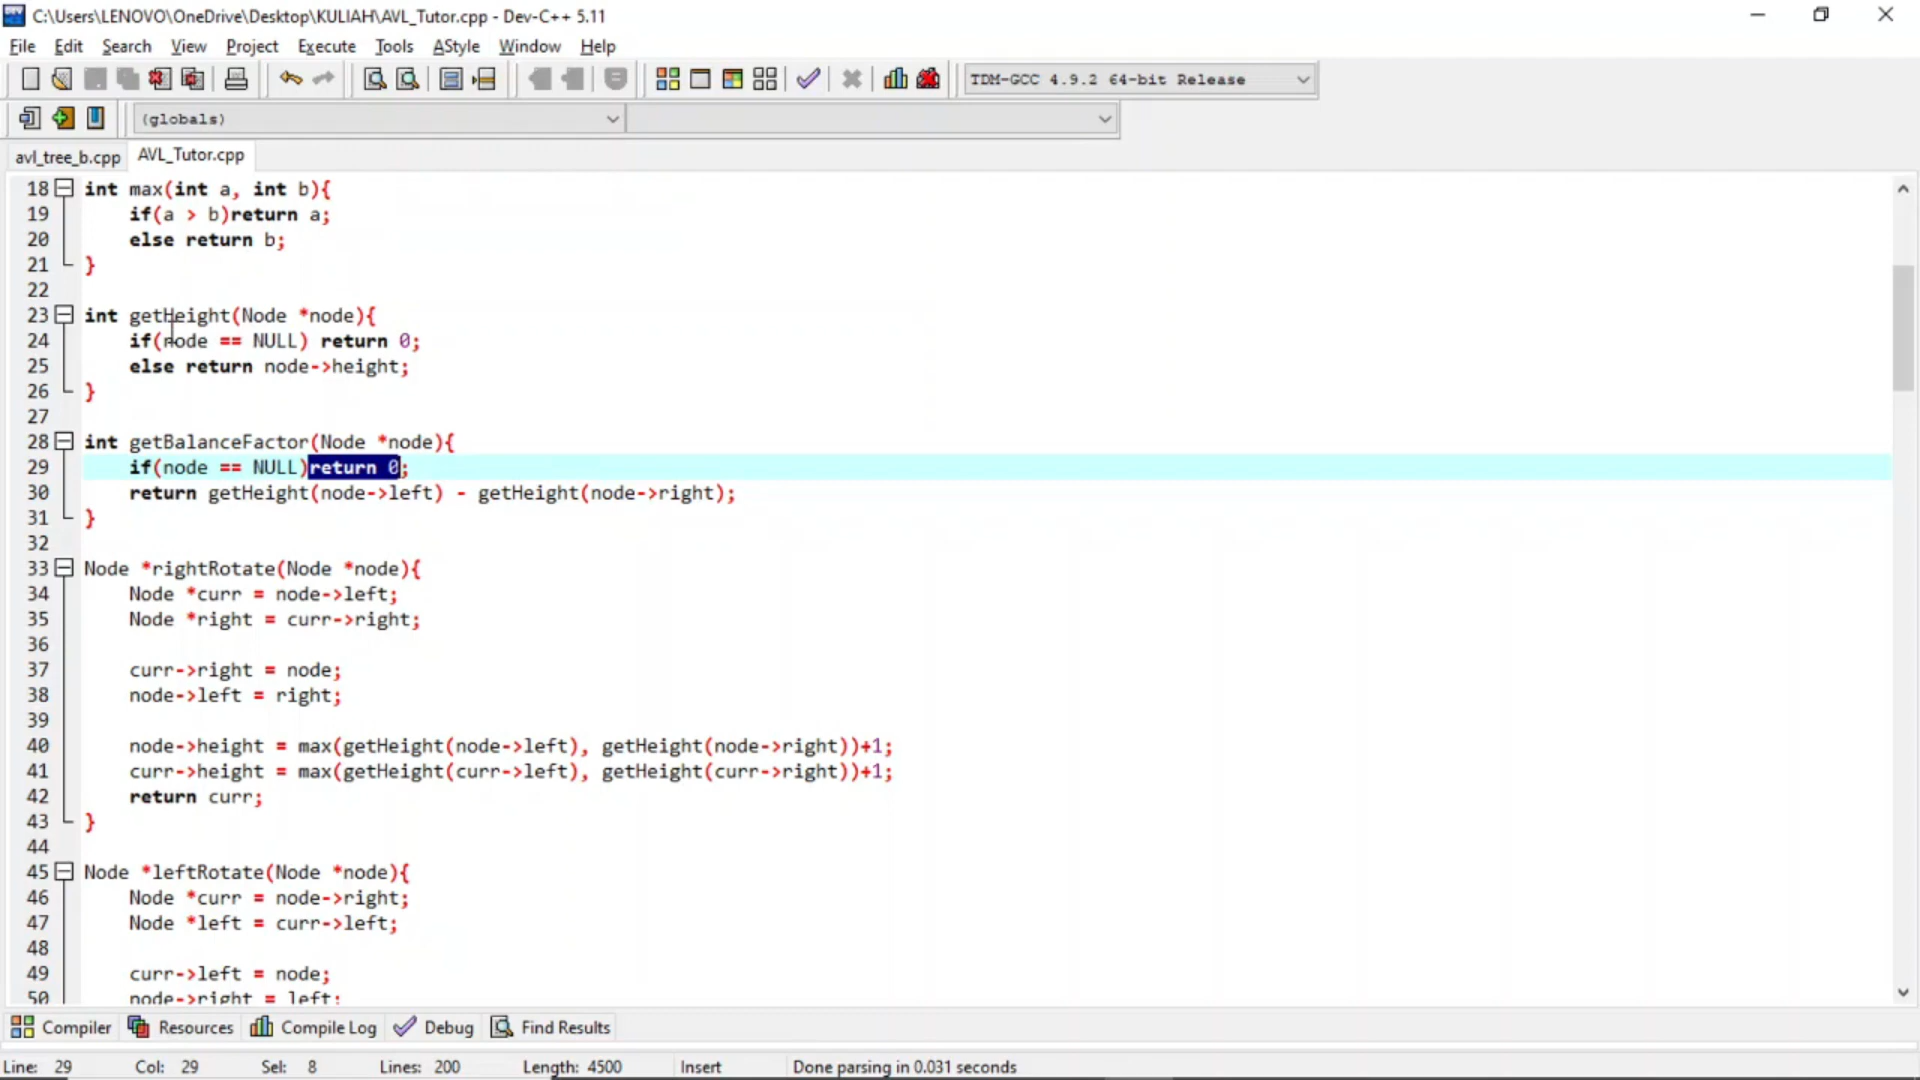 C:\Users\LENOVO\OneDrive\Desktop\KULIAH\AVL_Tutor.cpp - Dev-C++ 5.11
File Edit Search View Project Execute Tools AStyle Window Help
TDM-GCC 4.9.2 64-bit Release
(globals)
avl_tree_b.cpp AVL_Tutor.cpp
18 int max(int a, int b){
19 if(a > b)return a;
20 else return b;
21 }
22
23 int getHeight(Node *node){
24 if(node == NULL) return 0;
25 else return node->height;
26 }
27
28 int getBalanceFactor(Node *node){
29 if(node == NULL)return 0;
30 return getHeight(node->left) - getHeight(node->right);
31 }
32
33 Node *rightRotate(Node *node){
34 Node *curr = node->left;
35 Node *right = curr->right;
36
37 curr->right = node;
38 node->left = right;
39
40 node->height = max(getHeight(node->left), getHeight(node->right))+1;
41 curr->height = max(getHeight(curr->left), getHeight(curr->right))+1;
42 return curr;
43 }
44
45 Node *leftRotate(Node *node){
46 Node *curr = node->right;
47 Node *left = curr->left;
48
49 curr->left = node;
50 node->right = left;
Compiler Resources Compile Log Debug Find Results
Line: 29 Col: 29 Sel: 8 Lines: 200 Length: 4500 Insert Done parsing in 0.031 seconds